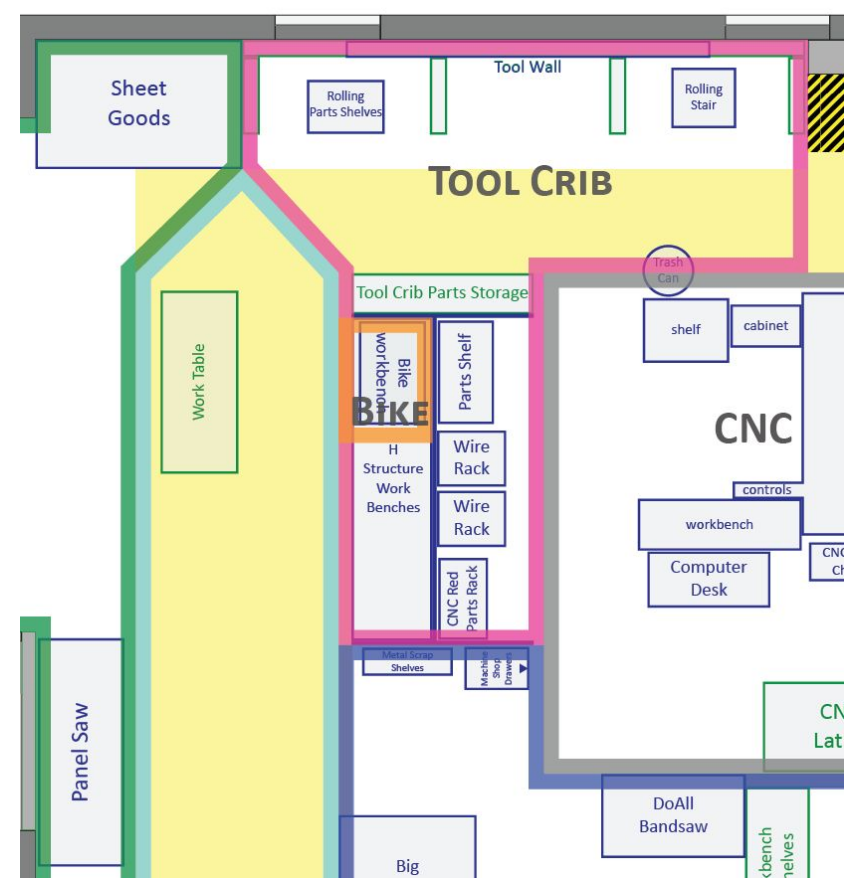 Sheet
Goods
Tool Wall
Rolling
Parts Shelves
Rolling
Stair
Tool Crib
Trash
Can
Tool Crib Parts Storage
shelf
cabinet
Work Table
Bike
workbench
Parts Shelf
Bike
CNC
H
Structure
Work
Benches
Wire
Rack
Wire
Rack
controls
workbench
CNC Red
Parts Rack
Computer
Desk
Metal Scrap
Shelves
Machine
Shop
Drawers
Panel Saw
DoAll
Bandsaw
Big